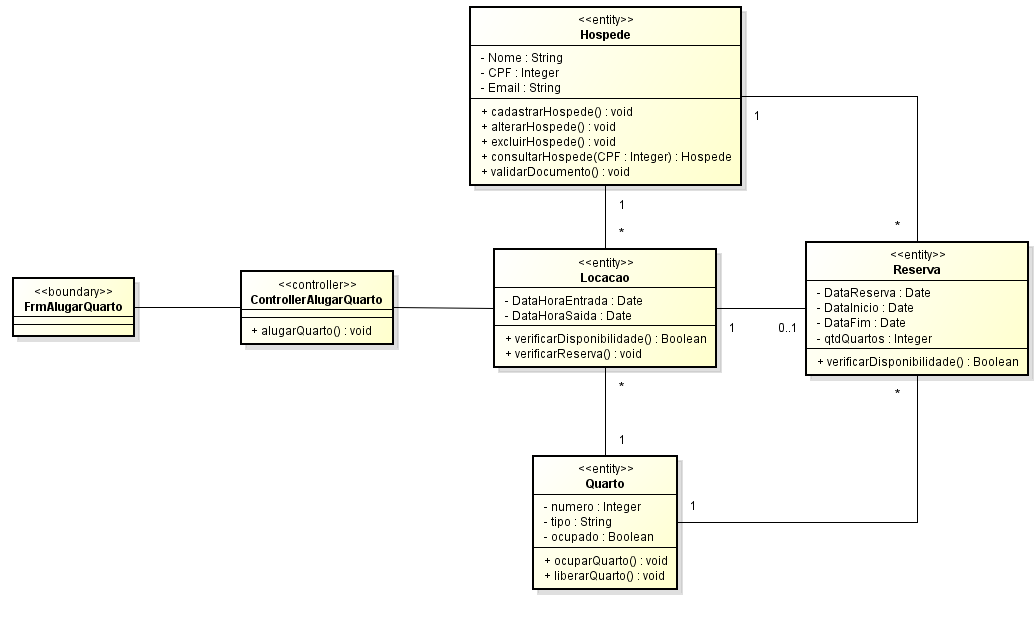 <<entity>>
Hospede
- Nome : String
- CPF : Integer
- Email : String
+ cadastrarHospede() : void
+ alterarHospede() : void
+ excluirHospede() : void
+ consultarHospede(CPF : Integer) : Hospede
+ validarDocumento() : void
1
*
1
*
<<boundary>>
FrmAlugarQuarto
<<controller>>
ControllerAlugarQuarto
+ alugarQuarto() : void
<<entity>>
Locacao
- DataHoraEntrada : Date
- DataHoraSaida : Date
+ verificarDisponibilidade() : Boolean
+ verificarReserva() : void
1
0..1
<<entity>>
Reserva
- DataReserva : Date
- DataInicio : Date
- DataFim : Date
- qtdQuartos : Integer
+ verificarDisponibilidade() : Boolean
*
1
*
1
<<entity>>
Quarto
- numero : Integer
- tipo : String
- ocupado : Boolean
+ ocuparQuarto() : void
+ liberarQuarto() : void